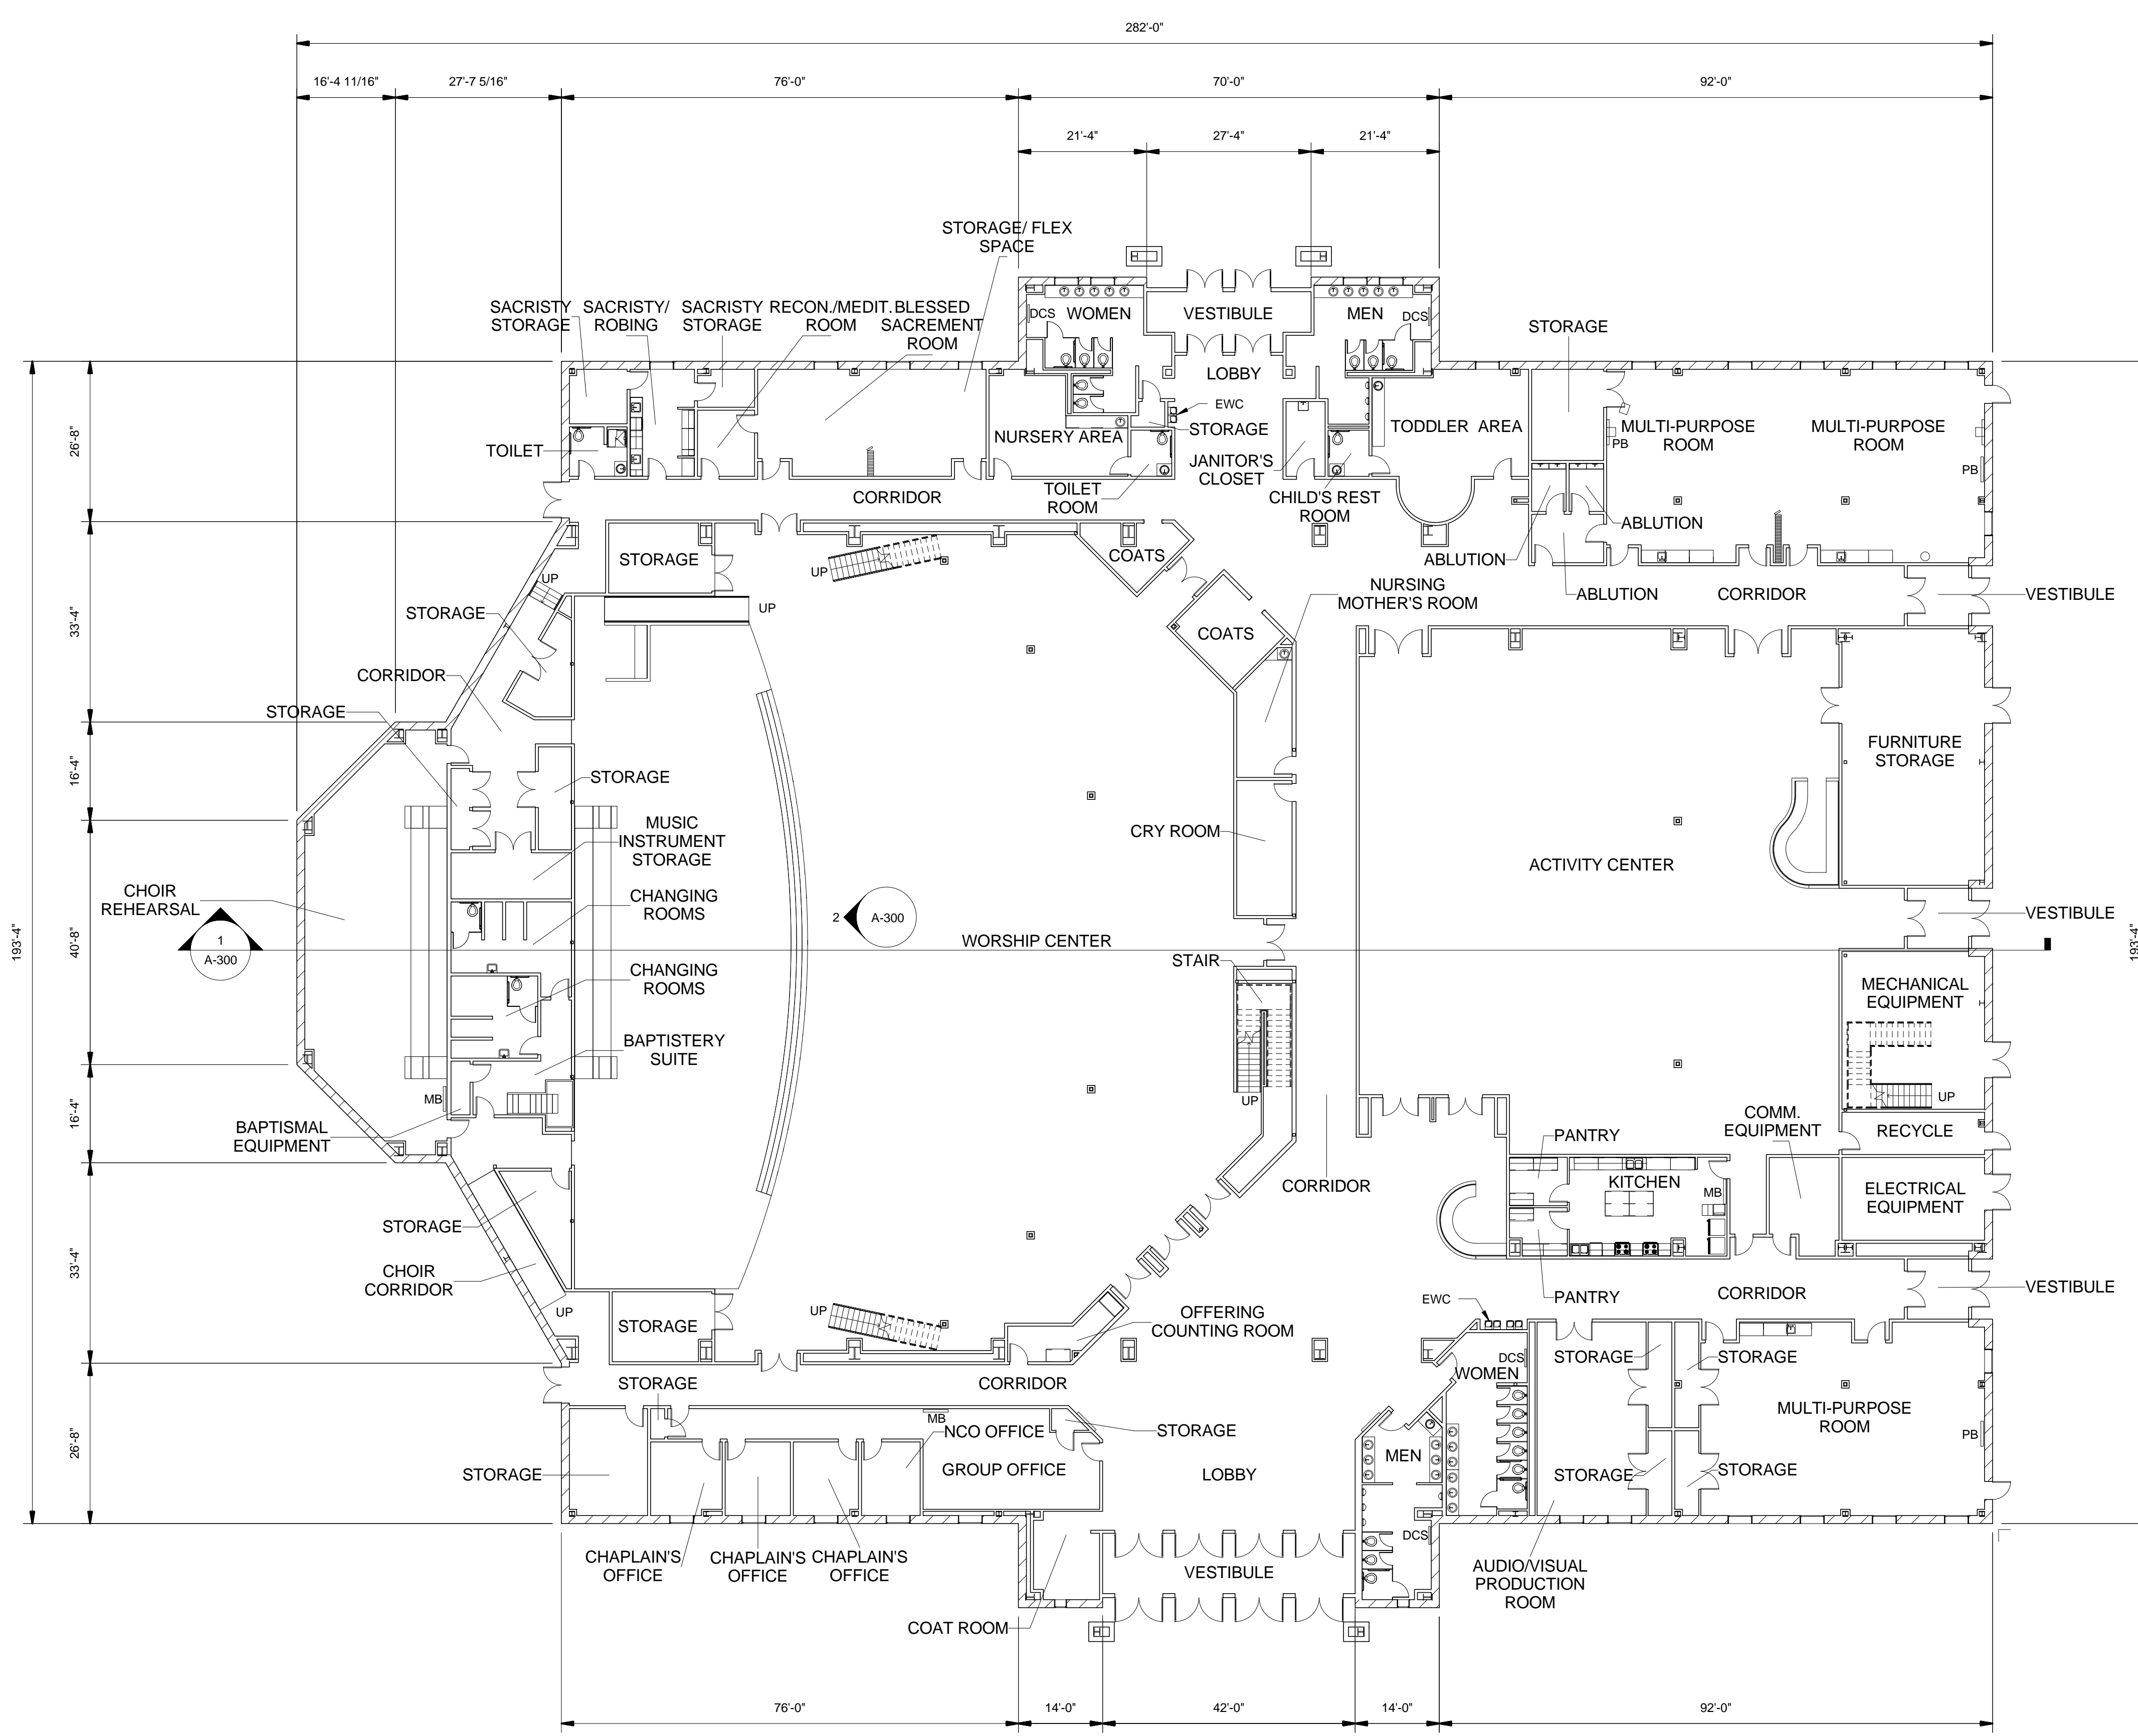 282'-0"
16'-4 11/16"
27'-7 5/16"
76'-0"
70'-0"
92'-0"
21'-4"
27'-4"
21'-4"
STORAGE/ FLEX
SPACE
SACRISTY
STORAGE
SACRISTY/
ROBING
SACRISTY
STORAGE
RECON./MEDIT.
ROOM
BLESSED
SACREMENT
ROOM
DCS
WOMEN
VESTIBULE
MEN
DCS
STORAGE
LOBBY
EWC
STORAGE
NURSERY AREA
TOILET
JANITOR'S
CLOSET
TODDLER AREA
MULTI-PURPOSE
ROOM
PB
MULTI-PURPOSE
ROOM
PB
26'-8"
CORRIDOR
TOILET
ROOM
CHILD'S REST
ROOM
ABLUTION
ABLUTION
ABLUTION
STORAGE
COATS
UP
UP
UP
STORAGE
NURSING
MOTHER'S ROOM
CORRIDOR
VESTIBULE
33'-4"
COATS
CORRIDOR
STORAGE
16'-4"
STORAGE
FURNITURE
STORAGE
MUSIC
INSTRUMENT
STORAGE
CRY ROOM
ACTIVITY CENTER
CHOIR
REHEARSAL
CHANGING
ROOMS
2
A-300
VESTIBULE
1
A-300
WORSHIP CENTER
193'-4"
40'-8"
193'-4"
STAIR
CHANGING
ROOMS
MECHANICAL
EQUIPMENT
BAPTISTERY
SUITE
MB
UP
UP
16'-4"
BAPTISMAL
EQUIPMENT
COMM.
EQUIPMENT
RECYCLE
PANTRY
CORRIDOR
KITCHEN
MB
ELECTRICAL
EQUIPMENT
STORAGE
33'-4"
CHOIR
CORRIDOR
UP
UP
STORAGE
OFFERING
COUNTING ROOM
EWC
PANTRY
CORRIDOR
VESTIBULE
STORAGE
CORRIDOR
DCS
WOMEN
STORAGE
STORAGE
26'-8"
MB
NCO OFFICE
STORAGE
MULTI-PURPOSE
ROOM
PB
STORAGE
GROUP OFFICE
LOBBY
MEN
STORAGE
STORAGE
DCS
CHAPLAIN'S
OFFICE
CHAPLAIN'S
OFFICE
CHAPLAIN'S
OFFICE
VESTIBULE
AUDIO/VISUAL
PRODUCTION
ROOM
COAT ROOM
76'-0"
14'-0"
42'-0"
14'-0"
92'-0"